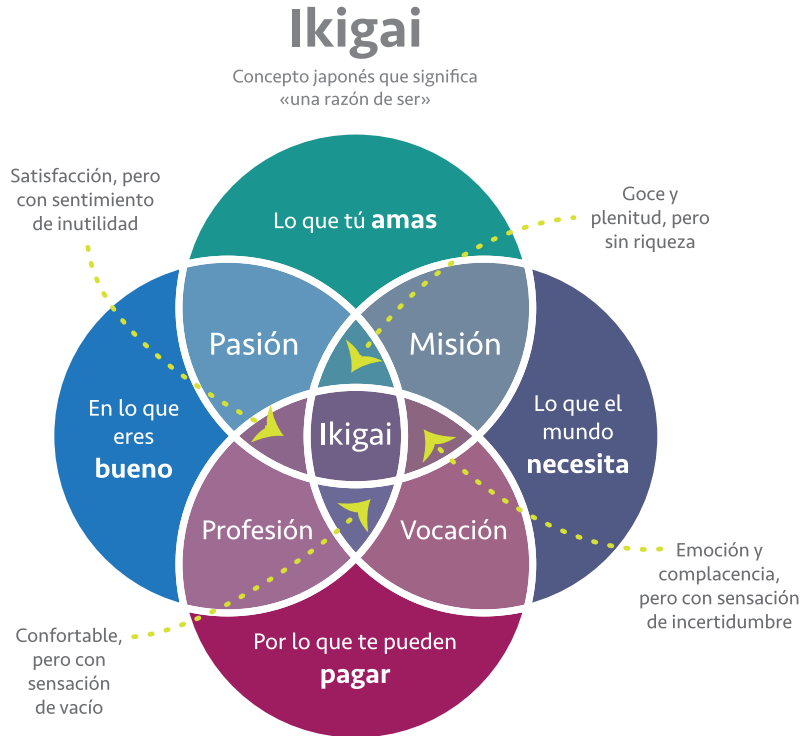 Ikigai
Concepto japonés que significa
«una razón de ser»
Satisfacción, pero
con sentimiento
de inutilidad
Goce y
plenitud, pero
sin riqueza
Lo que tú amas
Pasión
Misión
En lo que
eres
bueno
Ikigai
Lo que el
mundo
necesita
Profesión
Vocación
Confortable,
pero con
sensación
de vacío
Emoción y
complacencia,
pero con sensación
de incertidumbre
Por lo que te pueden
pagar